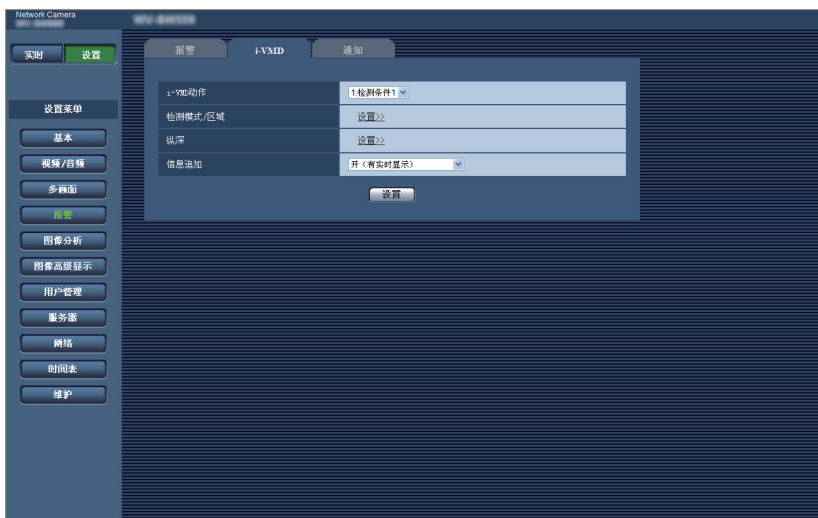 Network Camera
实时
设置
设置菜单
基本
视频/音频
多画面
报警
图像分析
图像高级显示
用户管理
服务器
网络
时间表
维护
报警
i-VMD
通知
i-VMD动作
1:检测条件1
检测模式/区域
设置>>
纵深
设置>>
信息追加
开（有实时显示）
设置